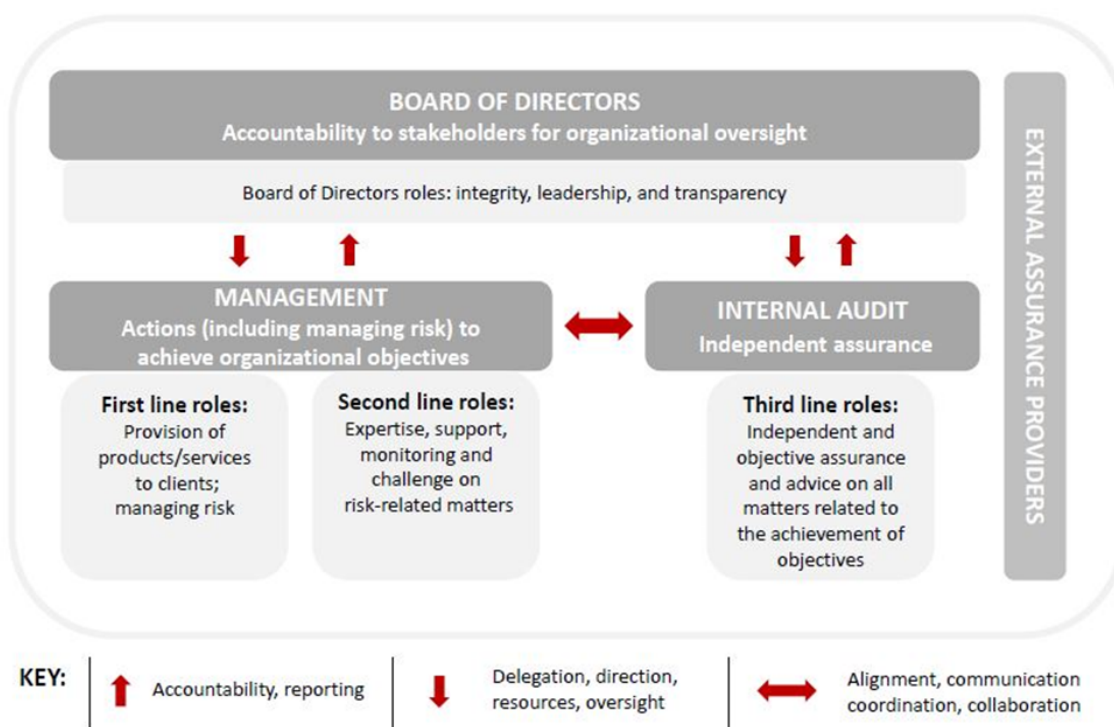 BOARD OF DIRECTORS
Accountability to stakeholders for organizational oversight
Board of Directors roles: integrity, leadership, and transparency
MANAGEMENT
Actions (including managing risk) to
achieve organizational objectives
INTERNAL AUDIT
Independent assurance
First line roles:
Provision of
products/services
to clients;
managing risk
Second line roles:
Expertise, support,
monitoring and
challenge on
risk-related matters
Third line roles:
Independent and
objective assurance
and advice on all
matters related to
the achievement of
objectives
EXTERNAL ASSURANCE PROVIDERS
KEY:
Accountability, reporting
Delegation, direction,
resources, oversight
Alignment, communication
coordination, collaboration